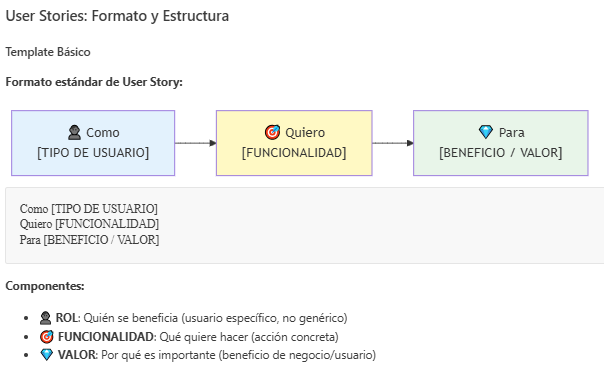 User Stories: Formato y Estructura
Template Básico
Formato estándar de User Story:
Como
[TIPO DE USUARIO]
Quiero
[FUNCIONALIDAD]
Para
[BENEFICIO / VALOR]
Como [TIPO DE USUARIO]
Quiero [FUNCIONALIDAD]
Para [BENEFICIO / VALOR]
Componentes:
ROL: Quién se beneficia (usuario específico, no genérico)
FUNCIONALIDAD: Qué quiere hacer (acción concreta)
VALOR: Por qué es importante (beneficio de negocio/usuario)